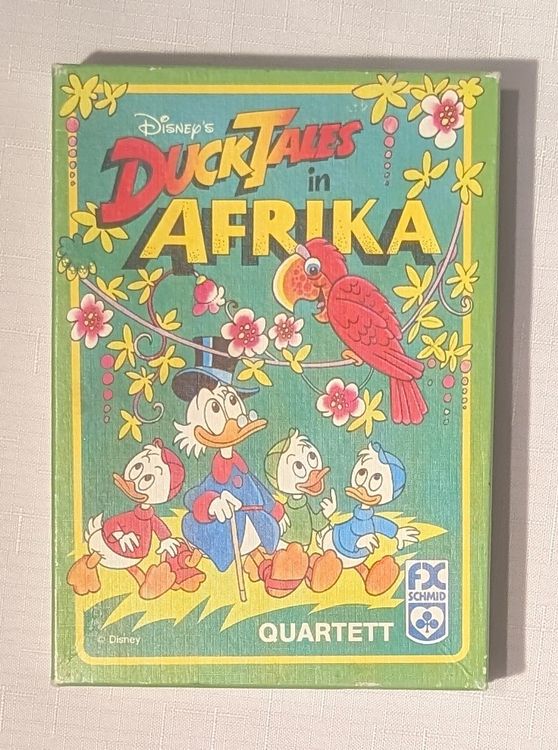 Disney's
DUCKTALES
in
AFRIKA
FX
SCHMID
QUARTETT
© Disney